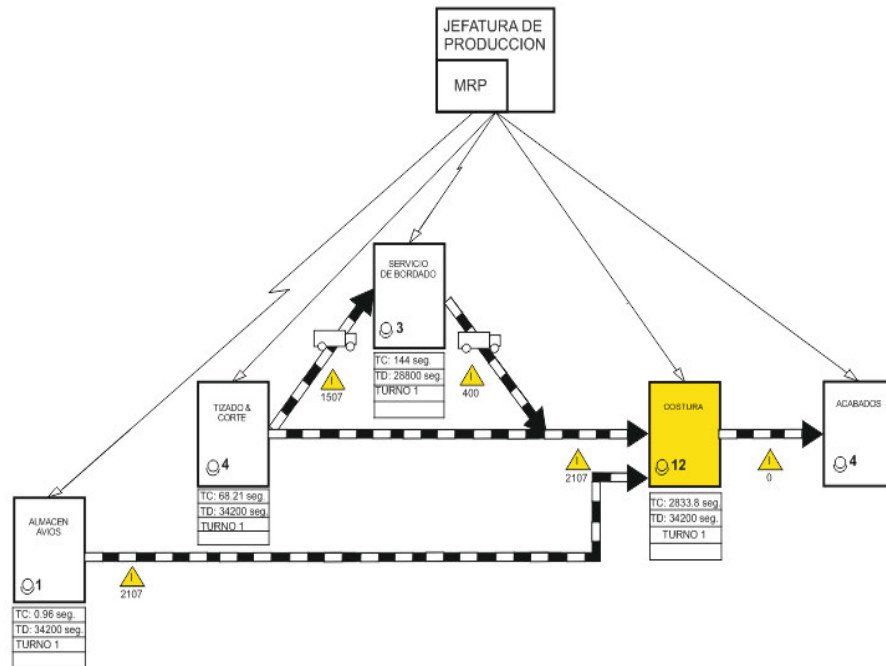 JEFATURA DE
PRODUCCION
MRP
SERVICIO
DE BORDADO
3
TC: 144 seg.
TD: 28800 seg.
TURNO 1
I
1507
I
400
TIZADO &
CORTE
4
TC: 68.21 seg.
TD: 34200 seg.
TURNO 1
COSTURA
12
TC: 2833.8 seg.
TD: 34200 seg.
TURNO 1
ACABADOS
4
I
2107
I
0
ALMACEN
AVIOS
1
TC: 0.96 seg.
TD: 34200 seg.
TURNO 1
I
2107